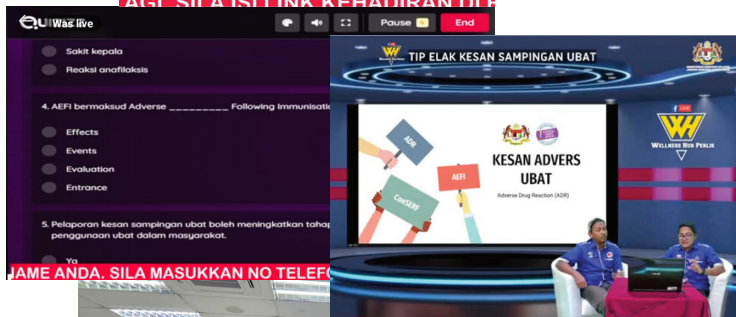 AGI. SILA ISI LINK KEHADIRAN DI
Was live
Pause
End
Sakit kepala
Reaksi anafilaksis
4. AEFI bermaksud Adverse _________ Following Immunisati
Effects
Events
Evaluation
Entrance
5. Pelaporan kesan sampingan ubat boleh meningkatkan tahap
penggunaan ubat dalam masyarakat.
Ya
NAME ANDA. SILA MASUKKAN NO TELEFO
TIP ELAK KESAN SAMPINGAN UBAT
LIVE
WELLNESS HUB PERLIS
ADR
AEFI
ConSERF
KESAN ADVERS
UBAT
Adverse Drug Reaction (ADR)